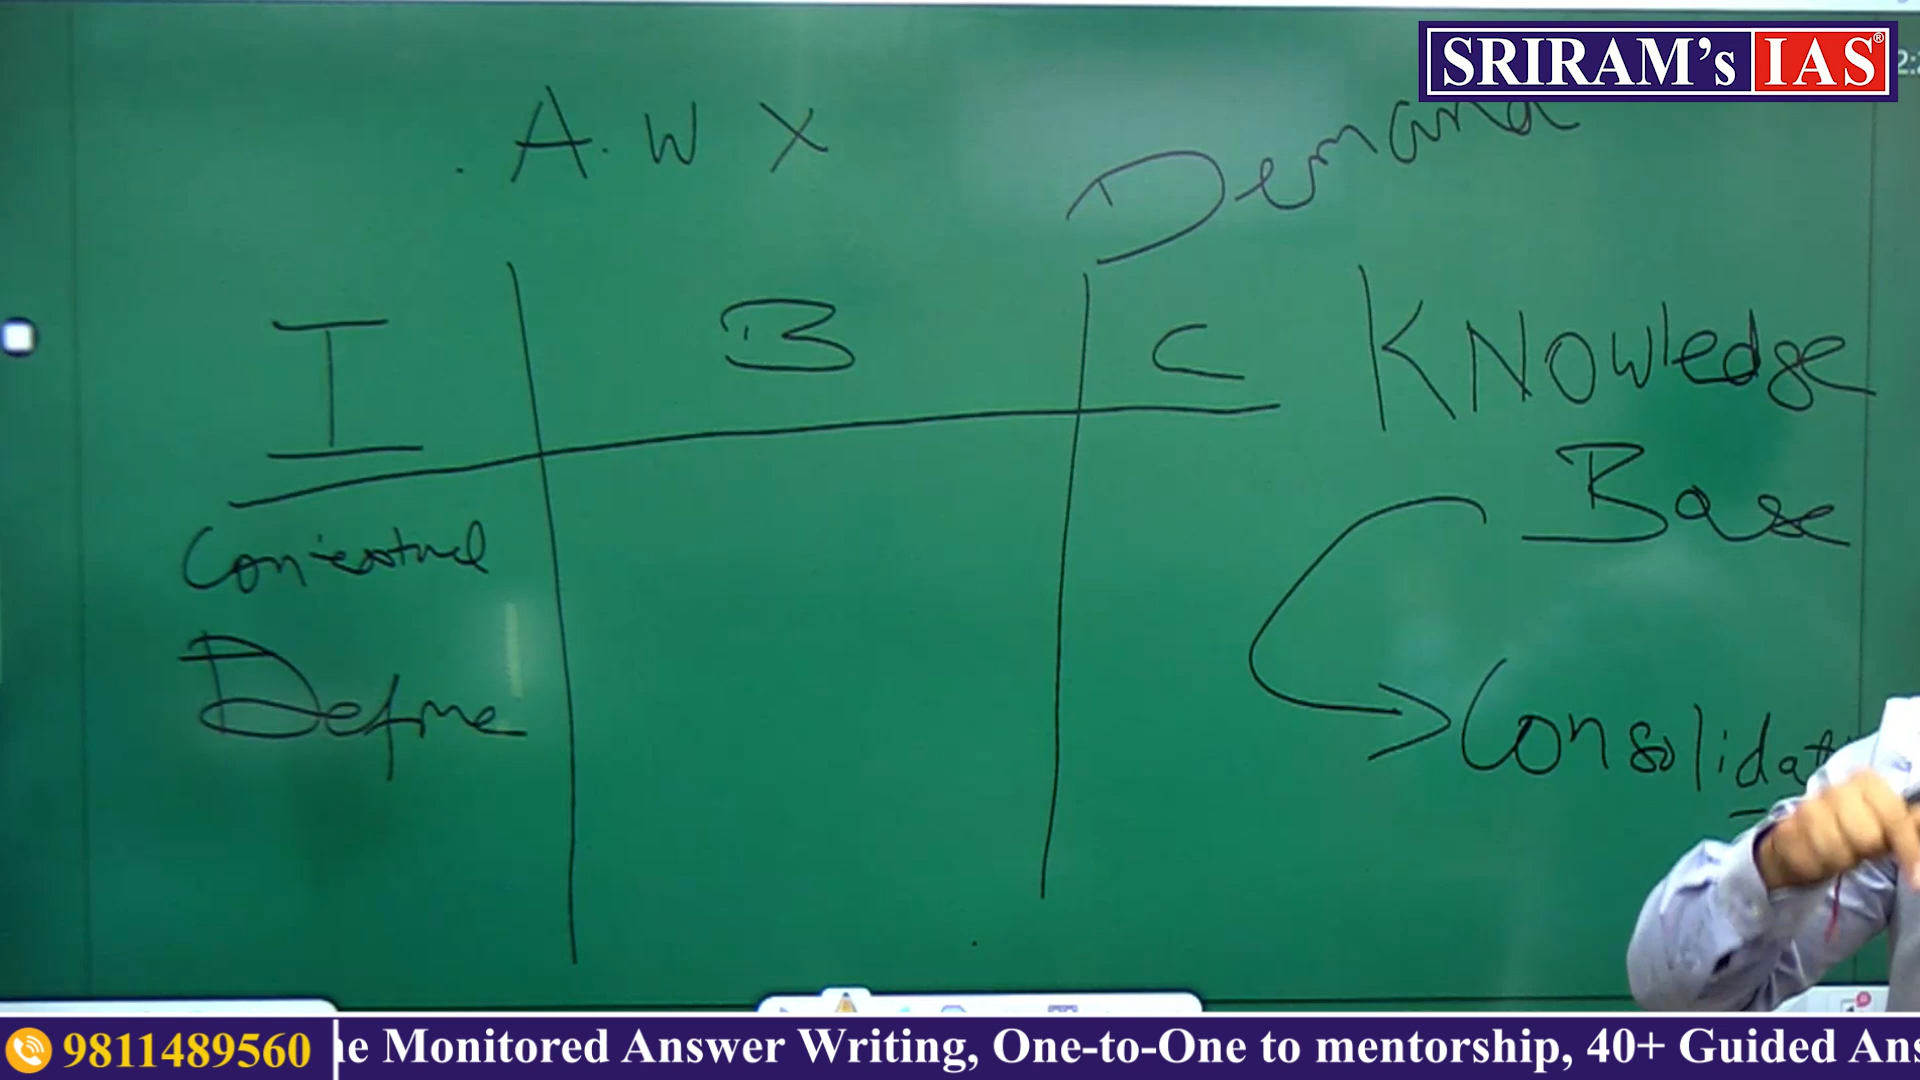 SRIRAM's IAS®
A. W X
Demand
I B C
Knowledge
Base
Contextual
Define
Consolidat
9811489560
ne Monitored Answer Writing, One-to-One to mentorship, 40+ Guided Ans